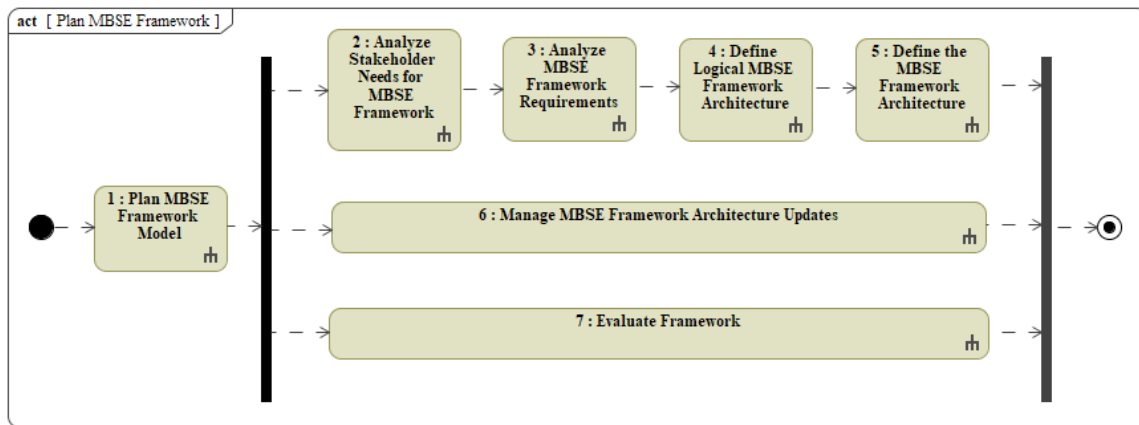 act [ Plan MBSE Framework ]
2 : Analyze
Stakeholder
Needs for
MBSE
Framework
3 : Analyze
MBSE
Framework
Requirements
4 : Define
Logical MBSE
Framework
Architecture
5 : Define the
MBSE
Framework
Architecture
1 : Plan MBSE
Framework
Model
6 : Manage MBSE Framework Architecture Updates
7 : Evaluate Framework